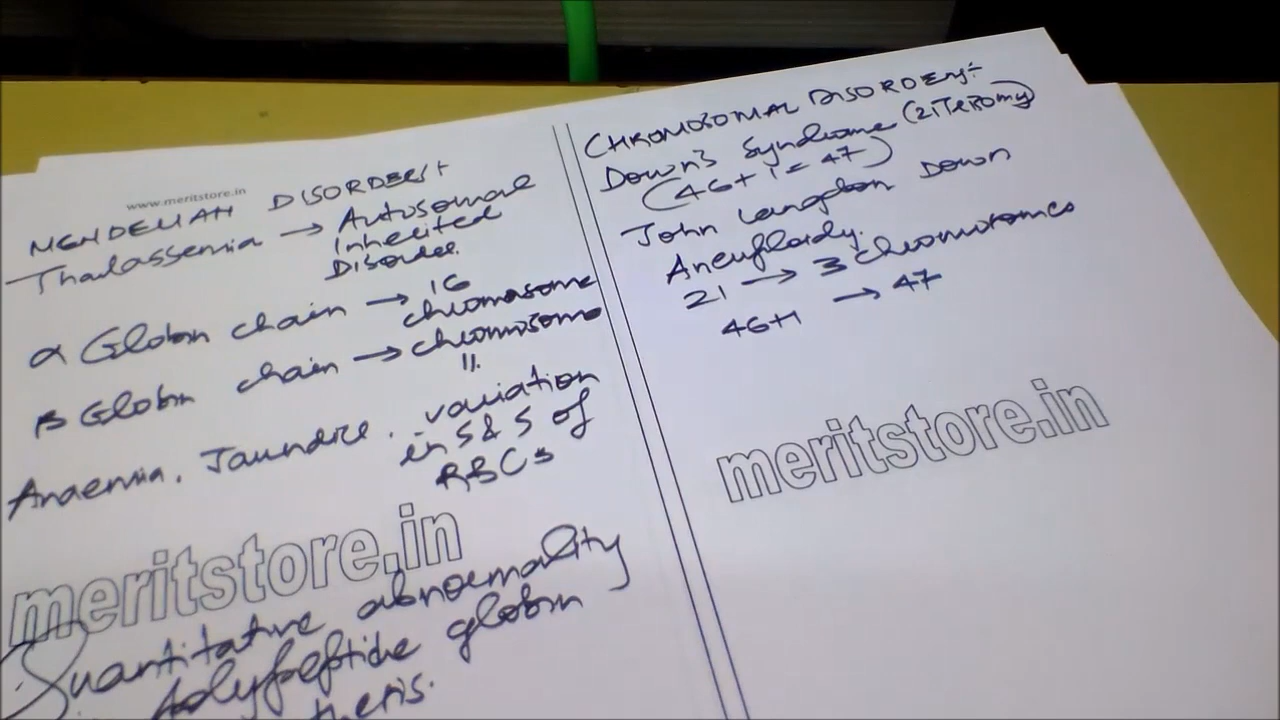 www.meritstore.in
MENDELIAN DISORDERS:
Thalassemia → Autosomal
Inherited
Disorder.
α Globin chain → 16
chromosome
β Globin chain → chromosome
11.
Anaemia, Jaundice, variation
in S & S of
RBCs
meritstore.in
Quantitative abnormality
polypeptide globin
CHROMOSOMAL DISORDERS:-
Down's Syndrome (21
(46+1=47)
John Langdon Down
Aneuploidy.
21 → 3 chromosomes
46+1 → 47
meritstore.in